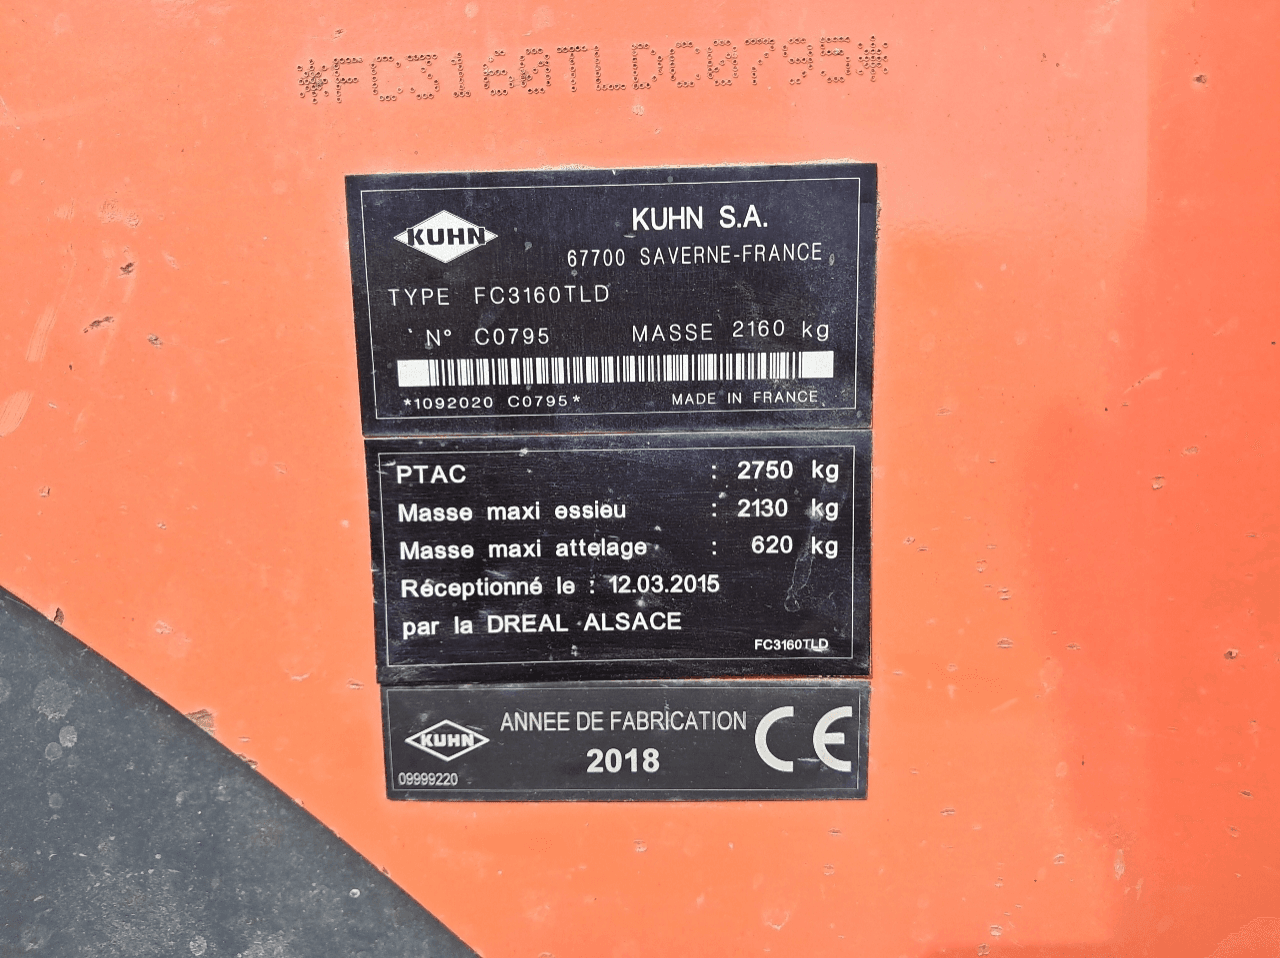 *FC3160TLDC0795*
KUHN
KUHN S.A.
67700 SAVERNE-FRANCE
TYPE FC3160TLD
N° C0795 MASSE 2160 kg
*1092020 C0795* MADE IN FRANCE
PTAC : 2750 kg
Masse maxi essieu : 2130 kg
Masse maxi attelage : 620 kg
Réceptionné le : 12.03.2015
par la DREAL ALSACE
FC3160TLD
KUHN
ANNEE DE FABRICATION
2018
CE
09999220